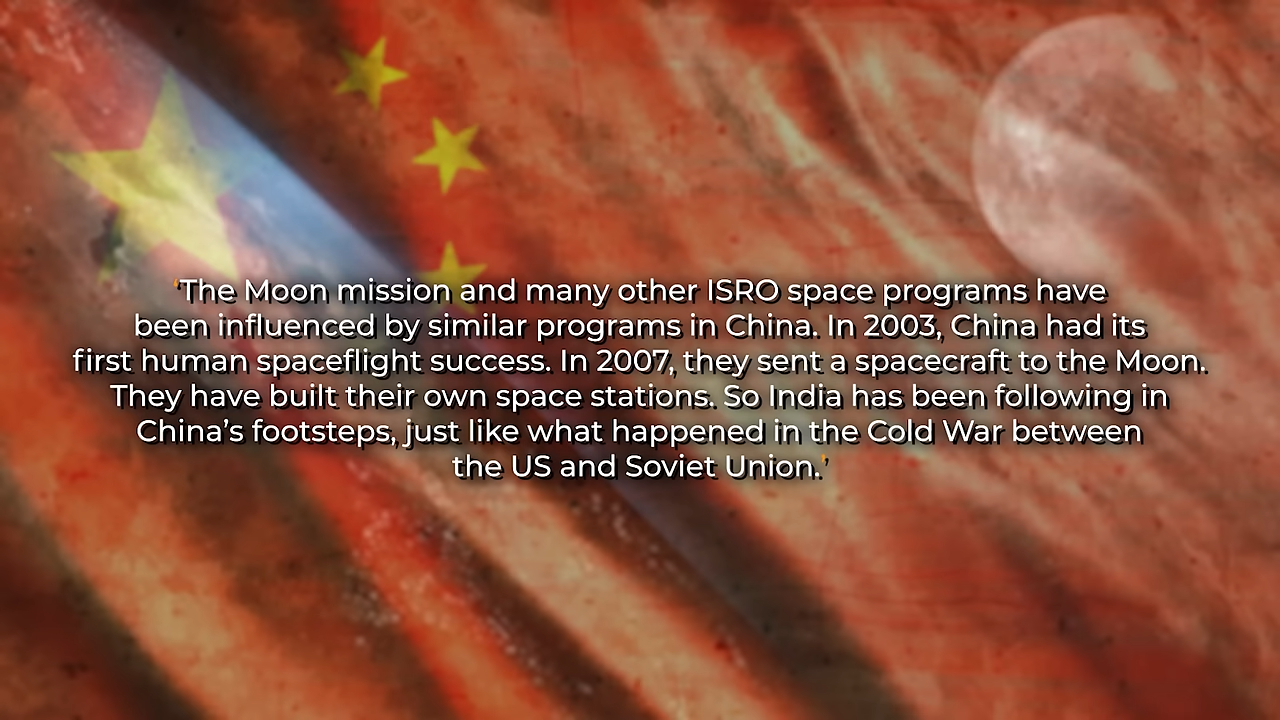 'The Moon mission and many other ISRO space programs have
been influenced by similar programs in China. In 2003, China had its
first human spaceflight success. In 2007, they sent a spacecraft to the Moon.
They have built their own space stations. So India has been following in
China’s footsteps, just like what happened in the Cold War between
the US and Soviet Union.'